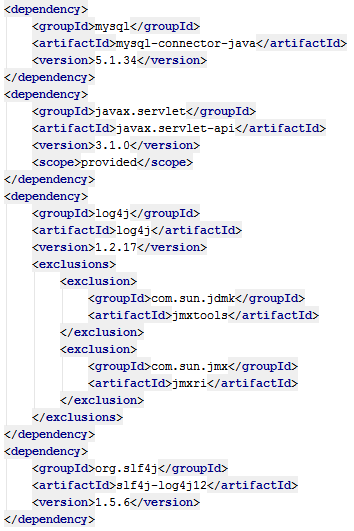 <dependency>
<groupId>mysql</groupId>
<artifactId>mysql-connector-java</artifactId>
<version>5.1.34</version>
</dependency>
<dependency>
<groupId>javax.servlet</groupId>
<artifactId>javax.servlet-api</artifactId>
<version>3.1.0</version>
<scope>provided</scope>
</dependency>
<dependency>
<groupId>log4j</groupId>
<artifactId>log4j</artifactId>
<version>1.2.17</version>
<exclusions>
<exclusion>
<groupId>com.sun.jdmk</groupId>
<artifactId>jmxtools</artifactId>
</exclusion>
<exclusion>
<groupId>com.sun.jmx</groupId>
<artifactId>jmxri</artifactId>
</exclusion>
</exclusions>
</dependency>
<dependency>
<groupId>org.slf4j</groupId>
<artifactId>slf4j-log4j12</artifactId>
<version>1.5.6</version>
</dependency>